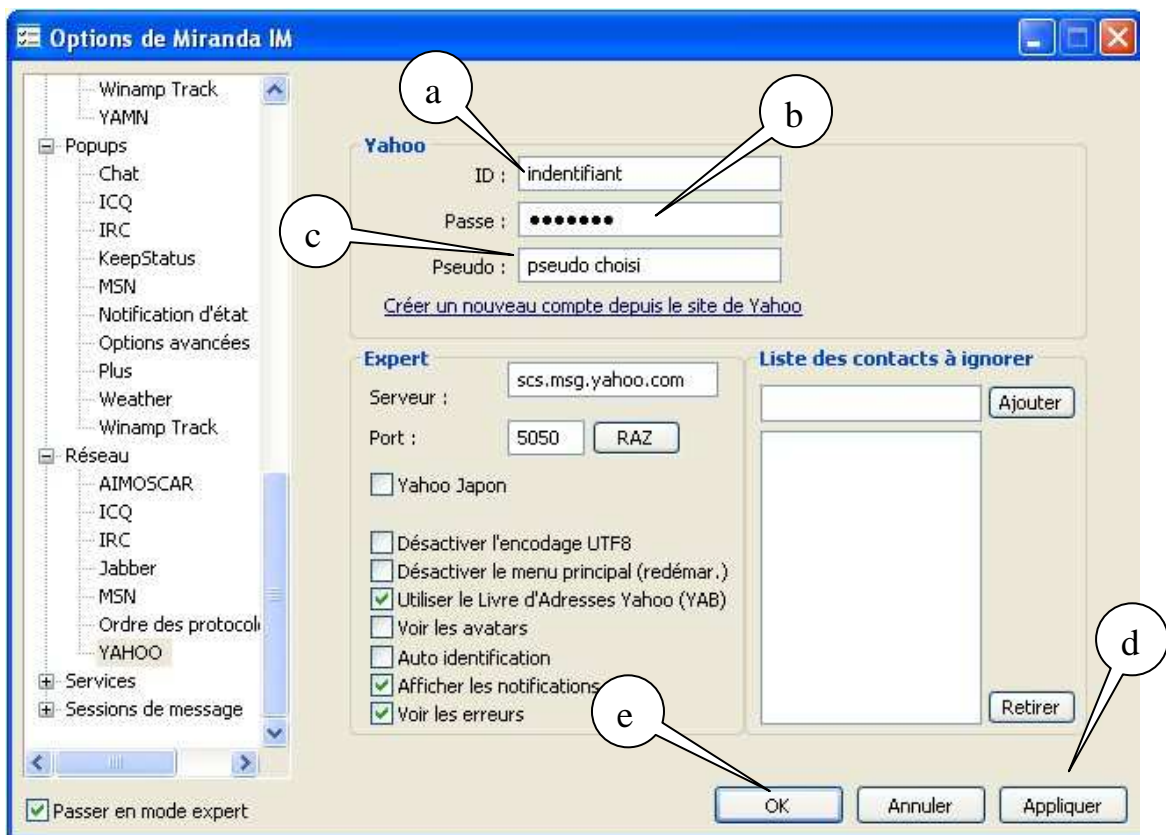 Options de Miranda IM
Winamp Track
YAMN
Popups
Chat
ICQ
IRC
KeepStatus
MSN
Notification d'état
Options avancées
Plus
Weather
Winamp Track
Réseau
AIMOSCAR
ICQ
IRC
Jabber
MSN
Ordre des protocol
YAHOO
Services
Sessions de message
Passer en mode expert
a
b
c
Yahoo
ID : indentifiant
Passe : •••••••
Pseudo : pseudo choisi
Créer un nouveau compte depuis le site de Yahoo
Expert
Serveur : scs.msg.yahoo.com
Port : 5050 RAZ
Yahoo Japon
Désactiver l'encodage UTF8
Désactiver le menu principal (redémar.)
Utiliser le Livre d'Adresses Yahoo (YAB)
Voir les avatars
Auto identification
Afficher les notifications
Voir les erreurs
Liste des contacts à ignorer
Ajouter
Retirer
d
e
OK Annuler Appliquer